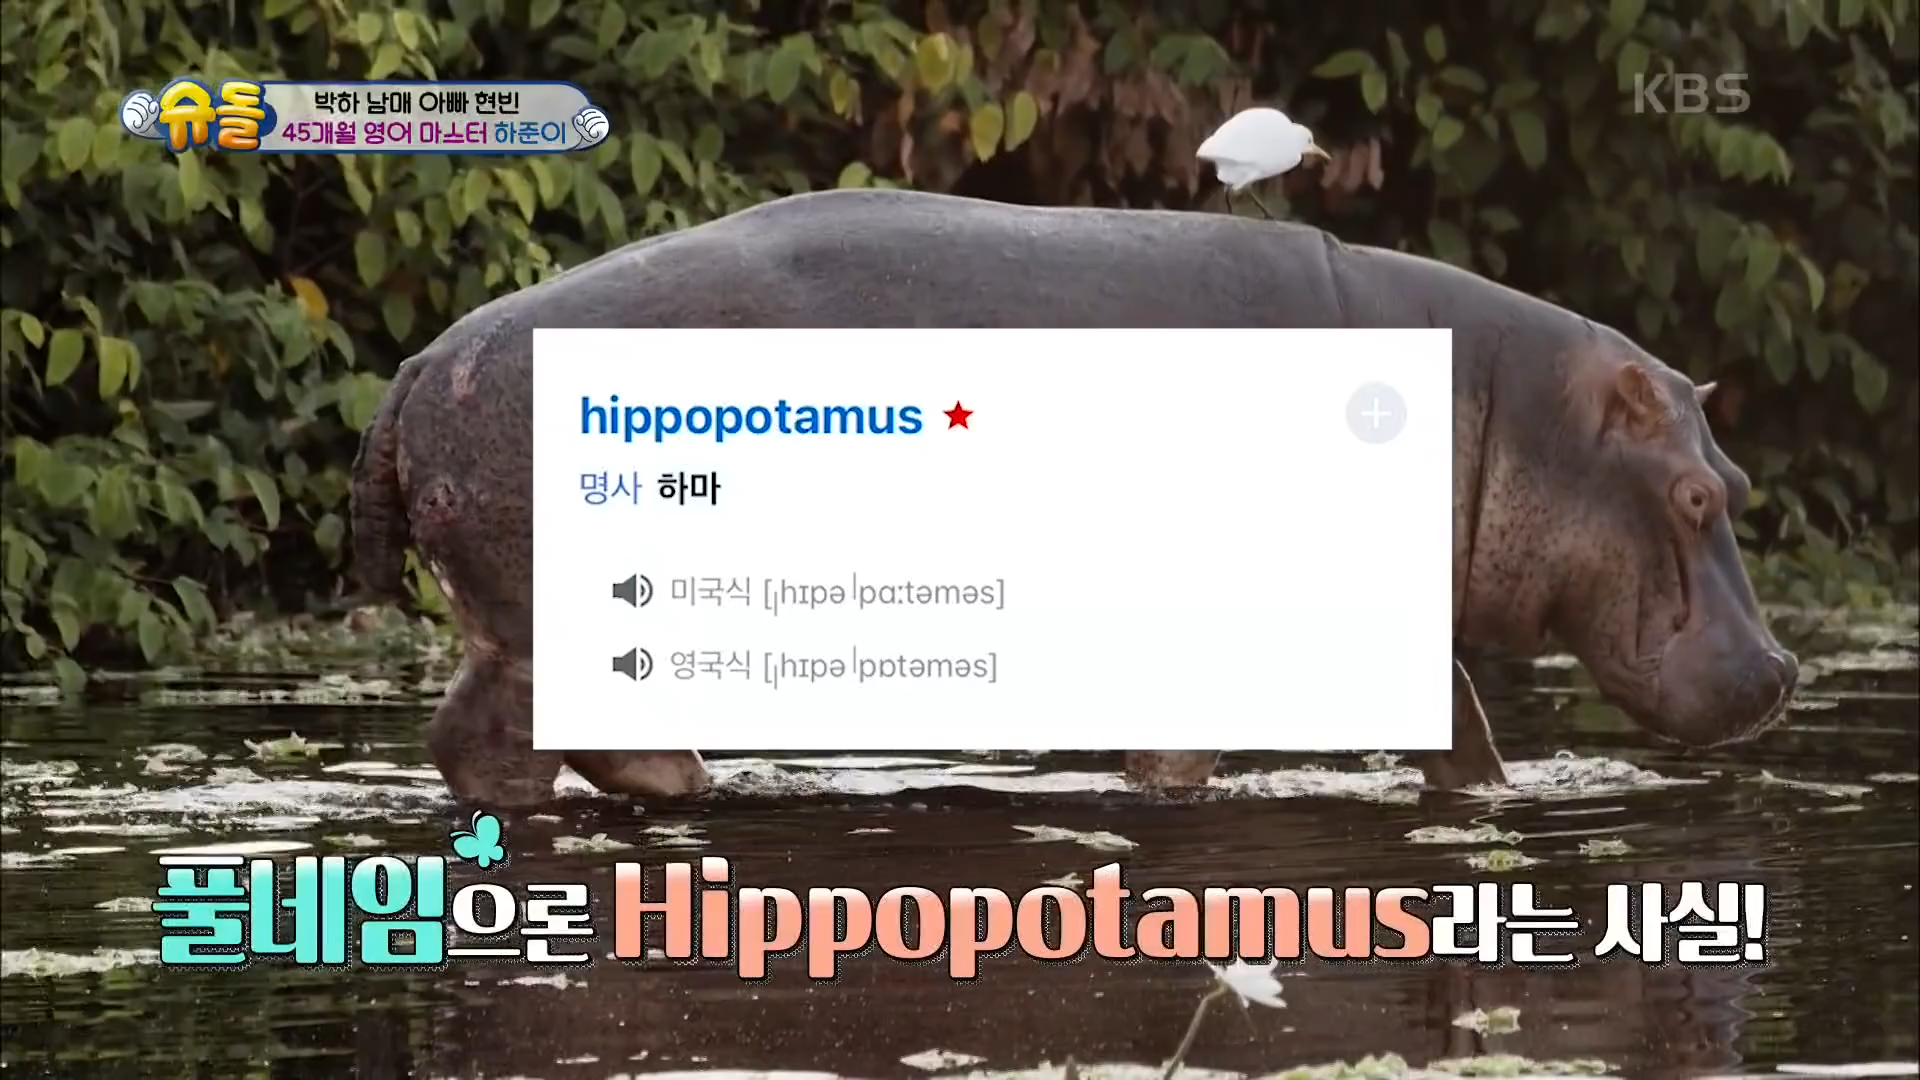 슈돌
박하 남매 아빠 현빈
45개월 영어 마스터 하준이
KBS
hippopotamus ★
명사 하마
미국식 [ˌhɪpəˈpɑːtəməs]
영국식 [ˌhɪpəˈpɒtəməs]
풀네임으론 Hippopotamus라는 사실!